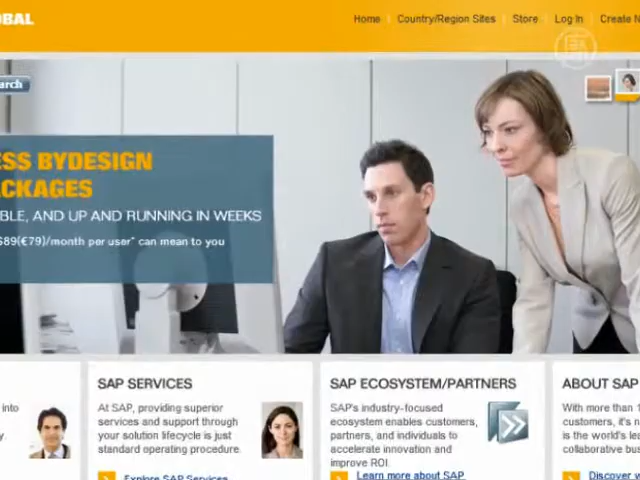 OBAL
Home Country/Region Sites Store Log In Create N
arch
ESS BYDESIGN
CKAGES
BLE, AND UP AND RUNNING IN WEEKS
$89(€79)/month per user* can mean to you
into
y.
SAP SERVICES
At SAP, providing superior
services and support through
your solution lifecycle is just
standard operating procedure.
Explore SAP Services
SAP ECOSYSTEM/PARTNERS
SAP's industry-focused
ecosystem enables customers,
partners, and individuals to
accelerate innovation and
improve ROI.
Learn more about SAP
ABOUT SAP
With more than 1
customers, it's n
is the world's lea
collaborative bu
Discover w